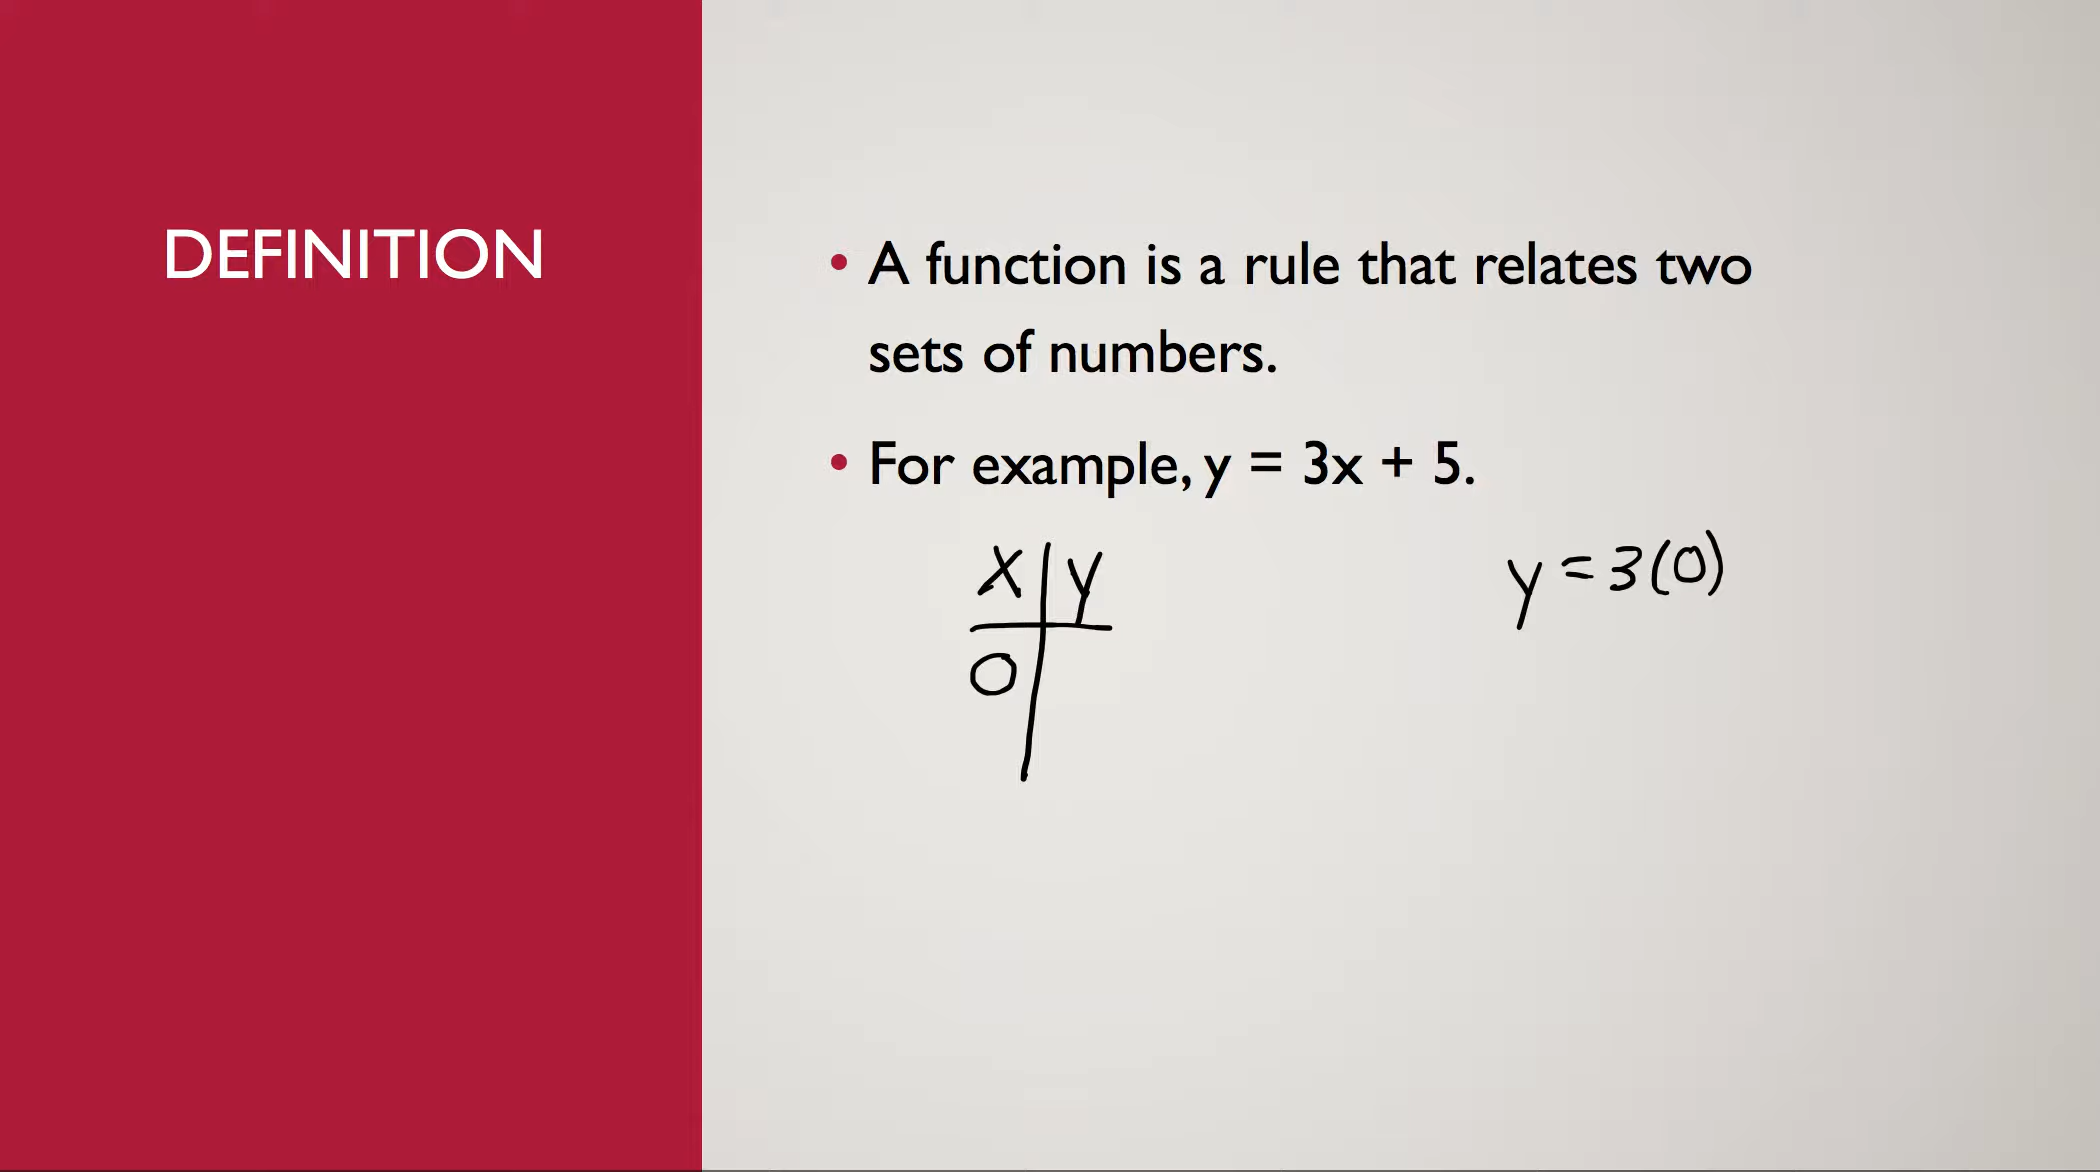 DEFINITION
• A function is a rule that relates two
sets of numbers.
• For example, y = 3x + 5.
x y
0
y = 3(0)